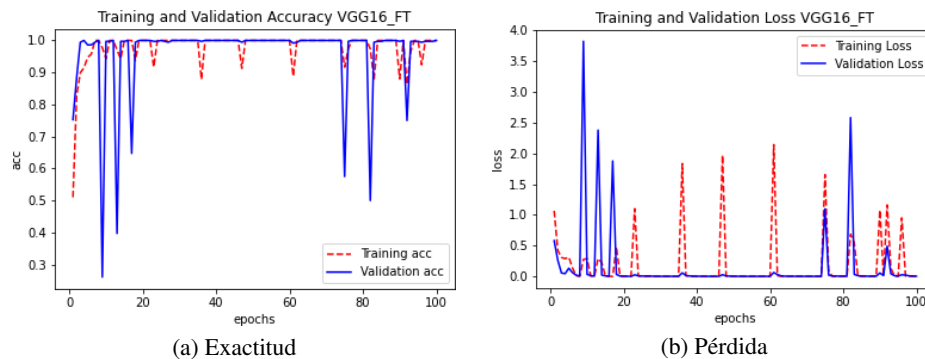 Training and Validation Accuracy VGG16_FT
1.0
0.9
0.8
0.7
0.6
0.5
0.4
0.3
acc
Training acc
Validation acc
0 20 40 60 80 100
epochs
(a) Exactitud
Training and Validation Loss VGG16_FT
4.0
3.5
3.0
2.5
2.0
1.5
1.0
0.5
0.0
loss
Training Loss
Validation Loss
0 20 40 60 80 100
epochs
(b) Pérdida